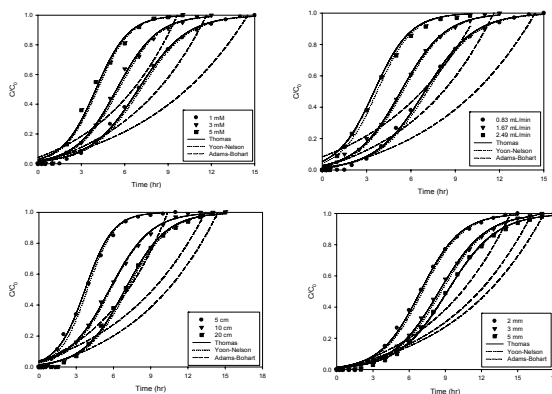 1.0
0.8
0.6
0.4
0.2
0.0
C/C0
0 3 6 9 12 15
Time (hr)
1 mM
3 mM
5 mM
Thomas
Yoon-Nelson
Adams-Bohart
1.0
0.8
0.6
0.4
0.2
0.0
C/C0
0 3 6 9 12 15
Time (hr)
0.83 mL/min
1.67 mL/min
2.49 mL/min
Thomas
Yoon-Nelson
Adams-Bohart
1.0
0.8
0.6
0.4
0.2
0.0
C/C0
0 3 6 9 12 15 18
Time (hr)
5 cm
10 cm
20 cm
Thomas
Yoon-Nelson
Adams-Bohart
1.0
0.8
0.6
0.4
0.2
0.0
C/C0
0 3 6 9 12 15 18
Time (hr)
2 mm
3 mm
5 mm
Thomas
Yoon-Nelson
Adams-Bohart